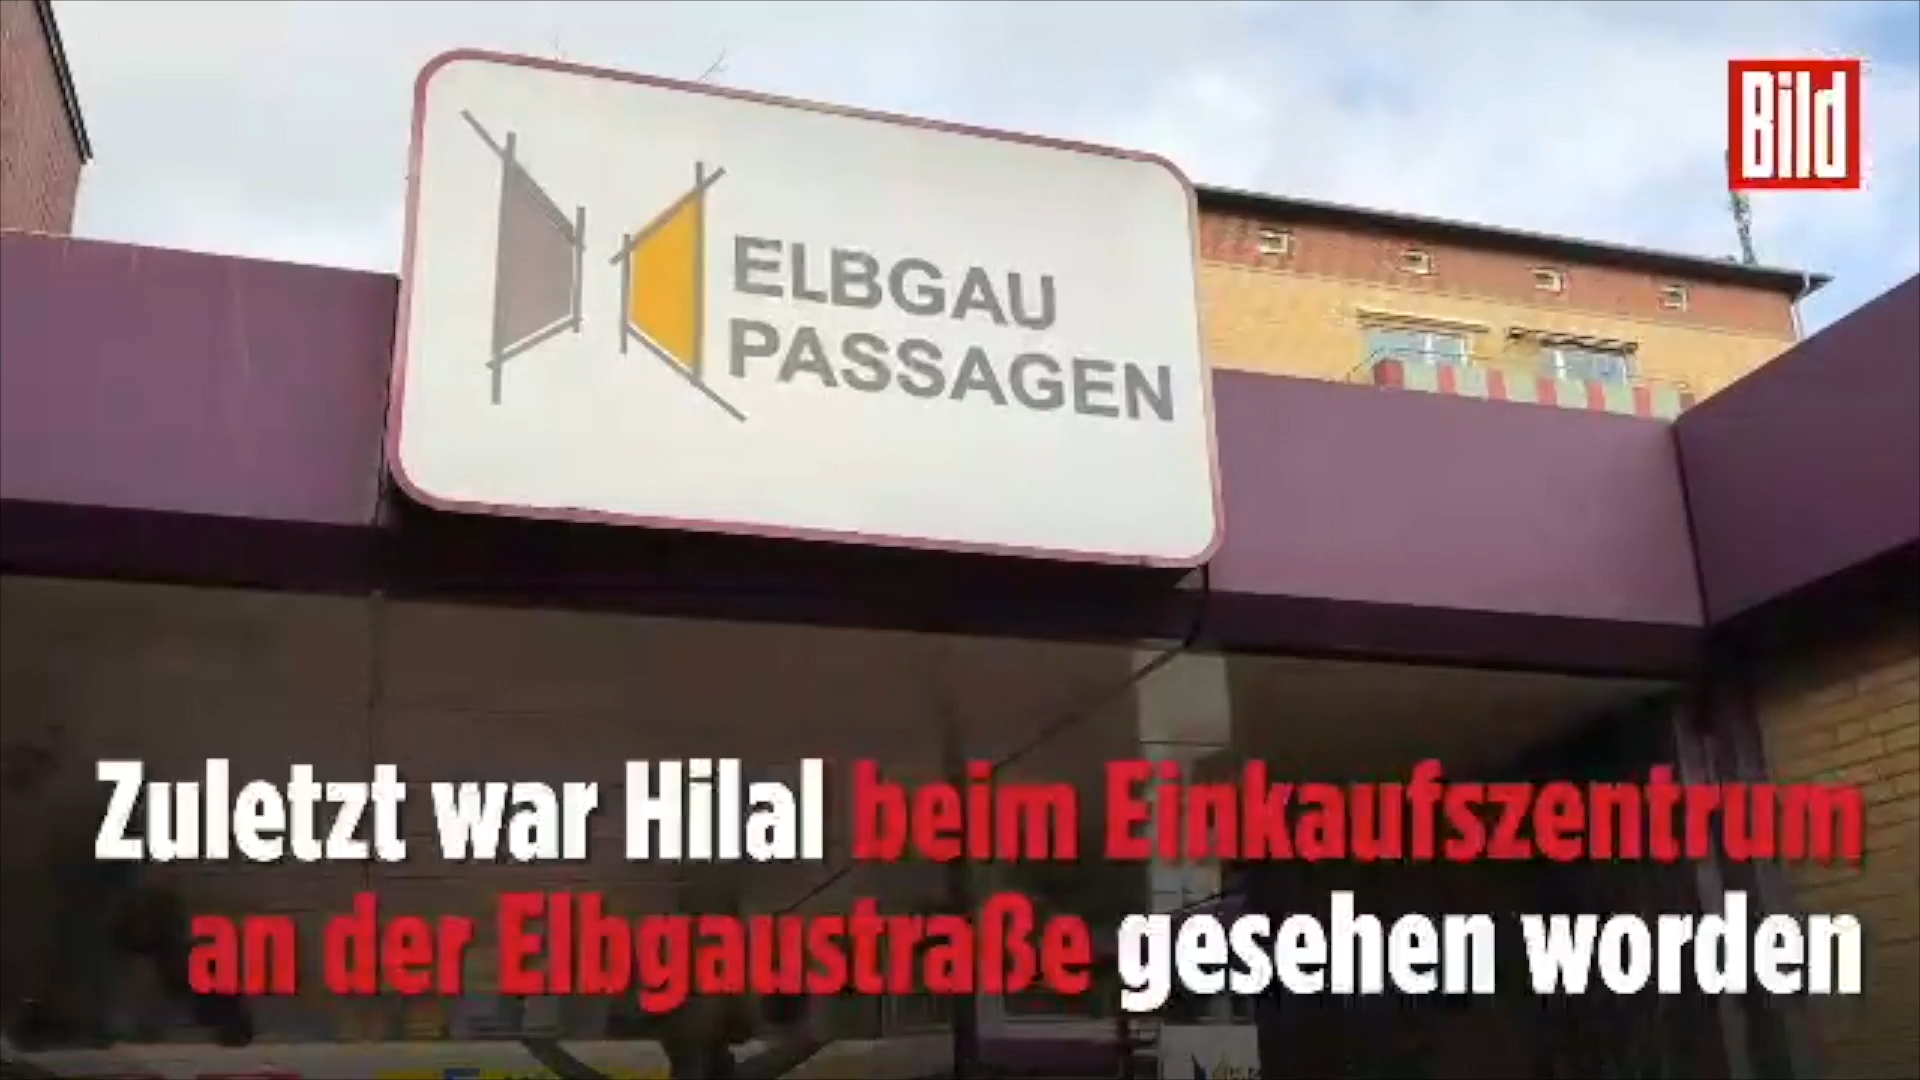 Bild
ELBGAU
PASSAGEN
Zuletzt war Hilal beim Einkaufszentrum
an der Elbgaustraße gesehen worden